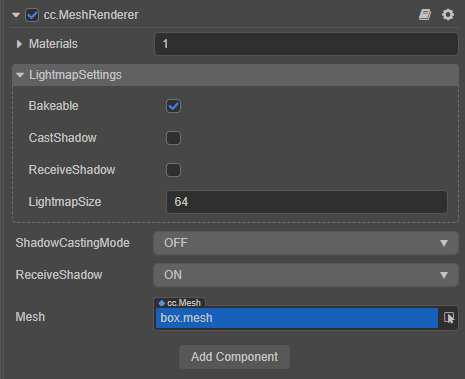 cc.MeshRenderer
Materials 1
LightmapSettings
Bakeable
CastShadow
ReceiveShadow
LightmapSize 64
ShadowCastingMode OFF
ReceiveShadow ON
cc.Mesh
Mesh box.mesh
Add Component